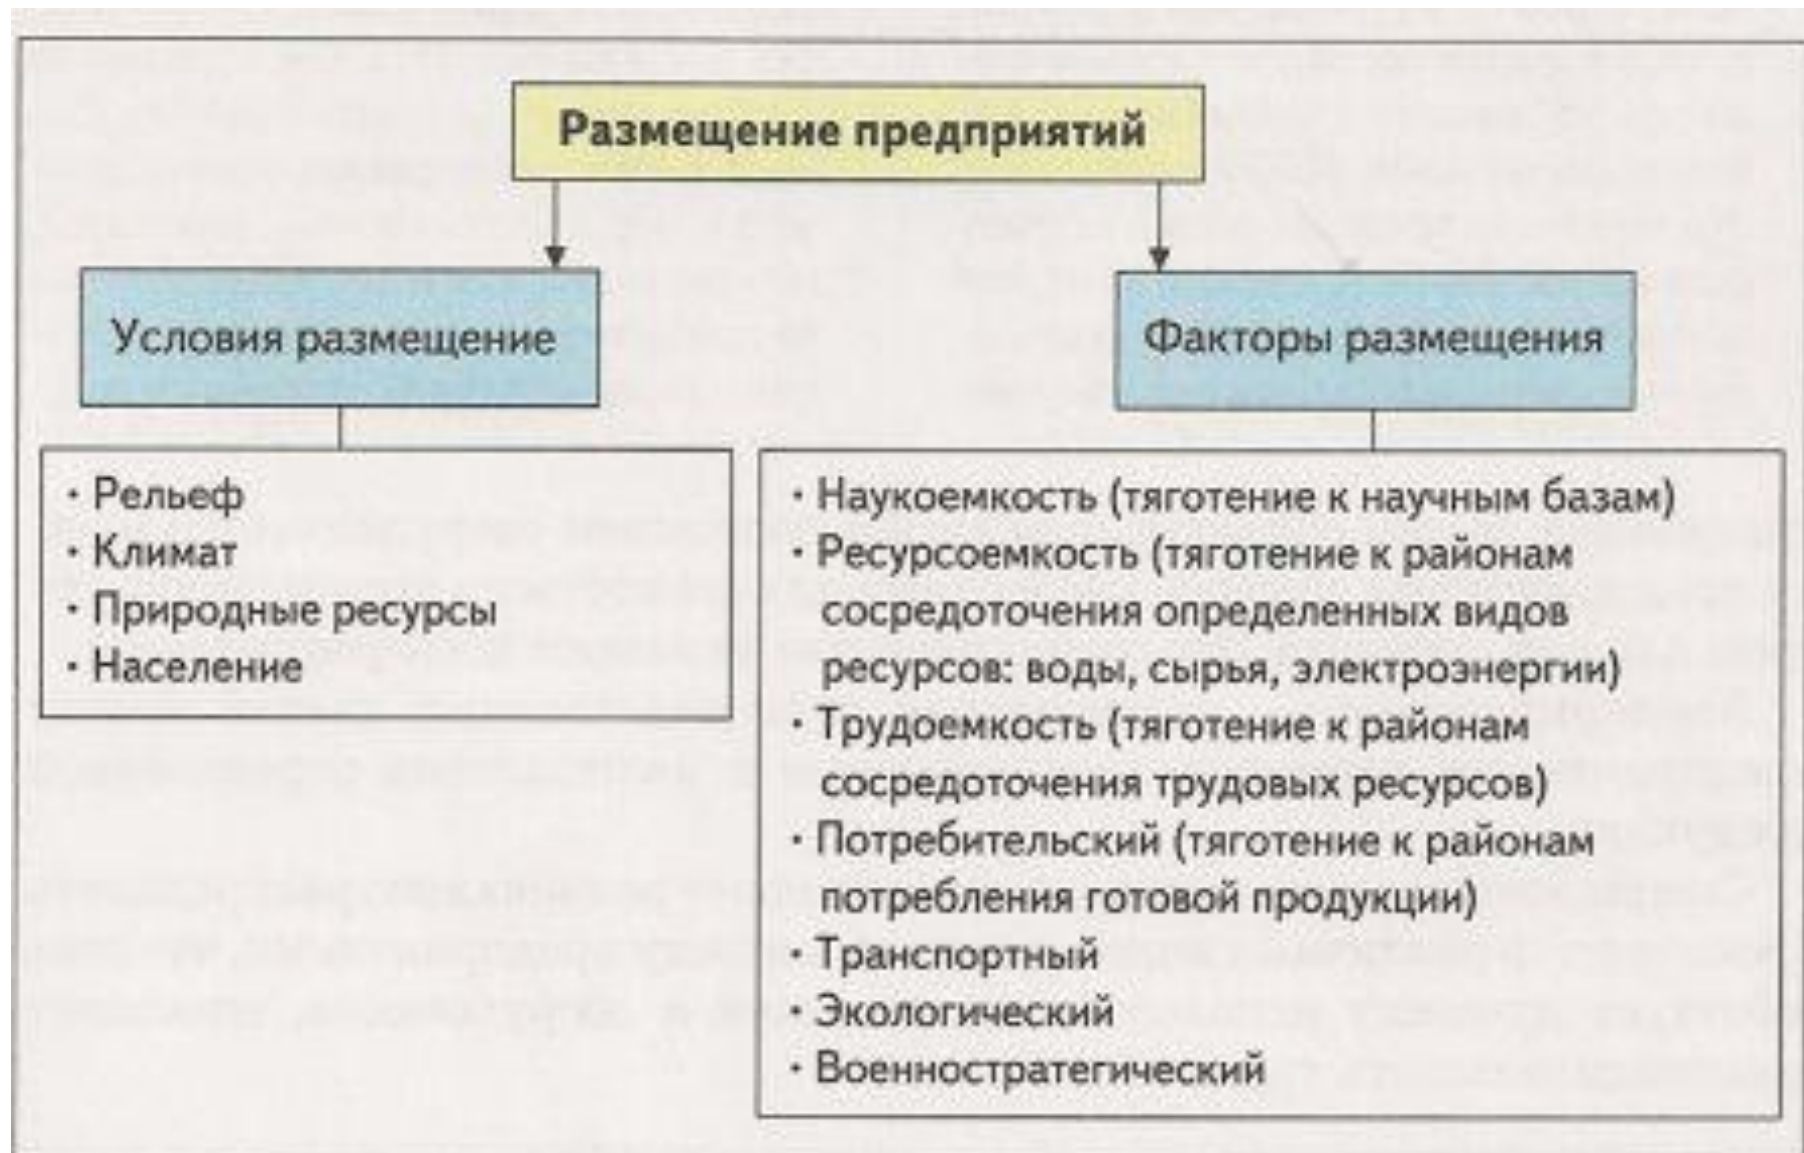 Размещение предприятий
Условия размещение
• Рельеф
• Климат
• Природные ресурсы
• Население
Факторы размещения
• Наукоемкость (тяготение к научным базам)
• Ресурсоемкость (тяготение к районам
сосредоточения определенных видов
ресурсов: воды, сырья, электроэнергии)
• Трудоемкость (тяготение к районам
сосредоточения трудовых ресурсов)
• Потребительский (тяготение к районам
потребления готовой продукции)
• Транспортный
• Экологический
• Военностратегический